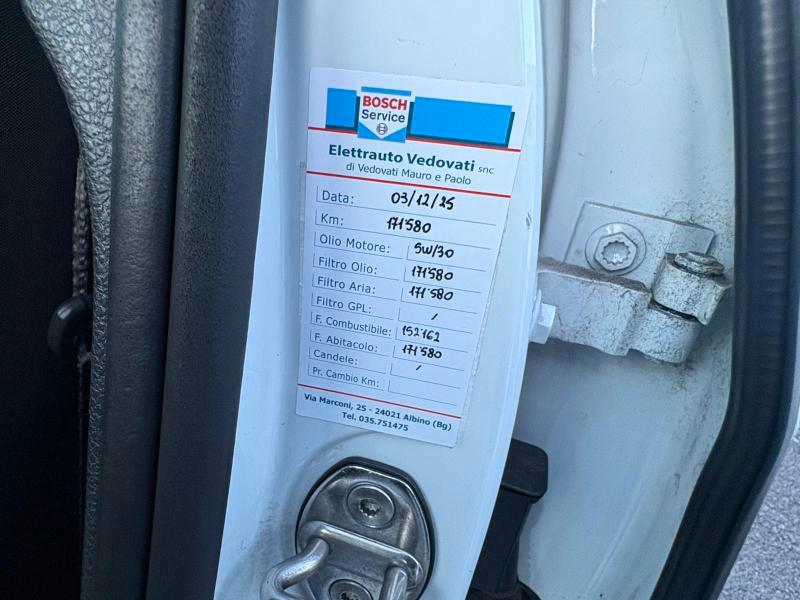 BOSCH
Service
Elettrauto Vedovati snc
di Vedovati Mauro e Paolo
Data: 03/12/25
Km: 171'580
Olio Motore: 5W/30
Filtro Olio: 171'580
Filtro Aria: 171'580
Filtro GPL: /
F. Combustibile: 152'162
F. Abitacolo: 171'580
Candele: /
Pr. Cambio Km:
Via Marconi, 25 - 24021 Albino (Bg)
Tel. 035.751475